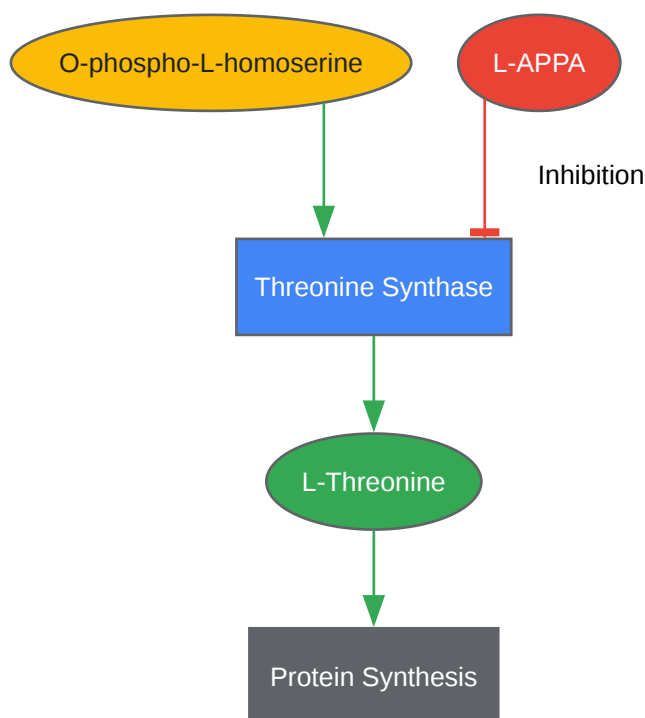 O-phospho-L-homoserine
L-APPA
Inhibition
Threonine Synthase
L-Threonine
Protein Synthesis